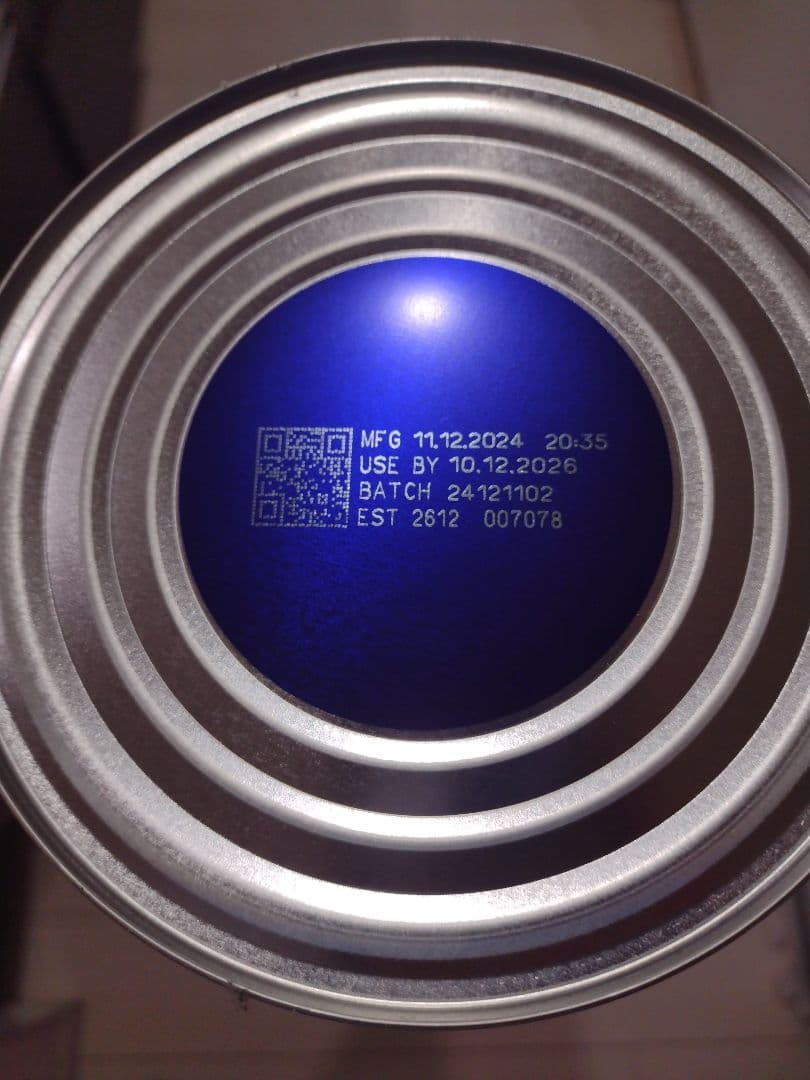 MFG 11.12.2024 20:35
USE BY 10.12.2026
BATCH 24121102
EST 2612 007078